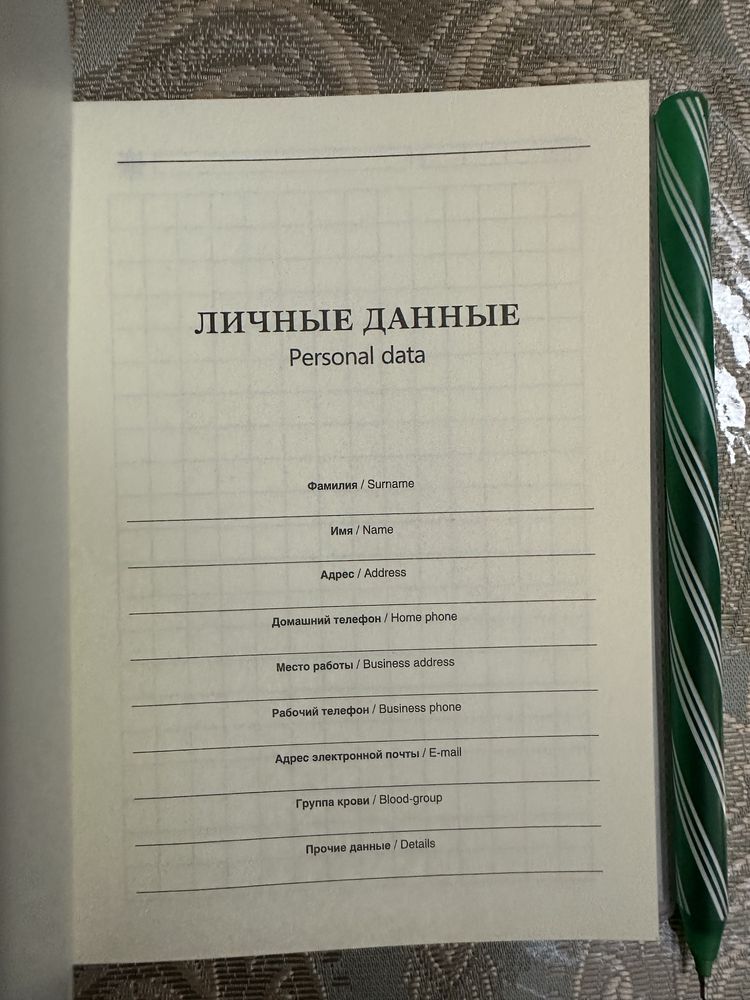 ЛИЧНЫЕ ДАННЫЕ
Personal data
Фамилия / Surname
Имя / Name
Адрес / Address
Домашний телефон / Home phone
Место работы / Business address
Рабочий телефон / Business phone
Адрес электронной почты / E-mail
Группа крови / Blood-group
Прочие данные / Details